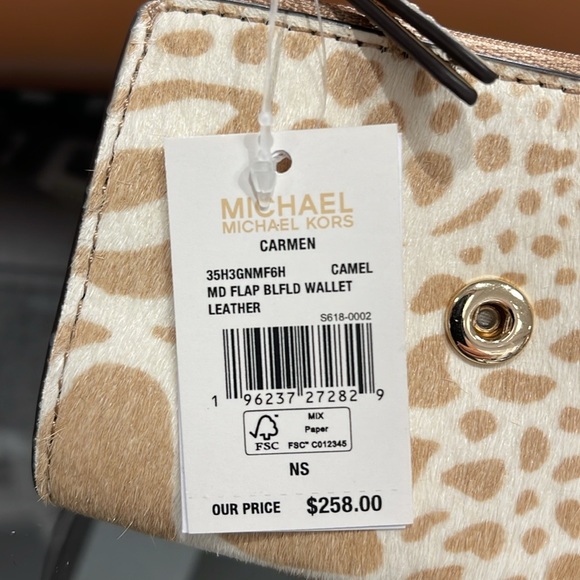 MICHAEL
MICHAEL KORS
CARMEN
35H3GNMF6H CAMEL
MD FLAP BLFLD WALLET
LEATHER
S618-0002
1 96237 27282 9
FSC
MIX
Paper
FSC™ C012345
NS
OUR PRICE $258.00